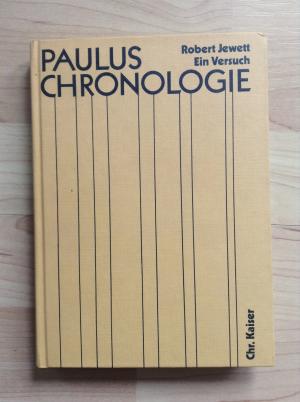 PAULUS
CHRONOLOGIE
Robert Jewett
Ein Versuch
Chr. Kaiser